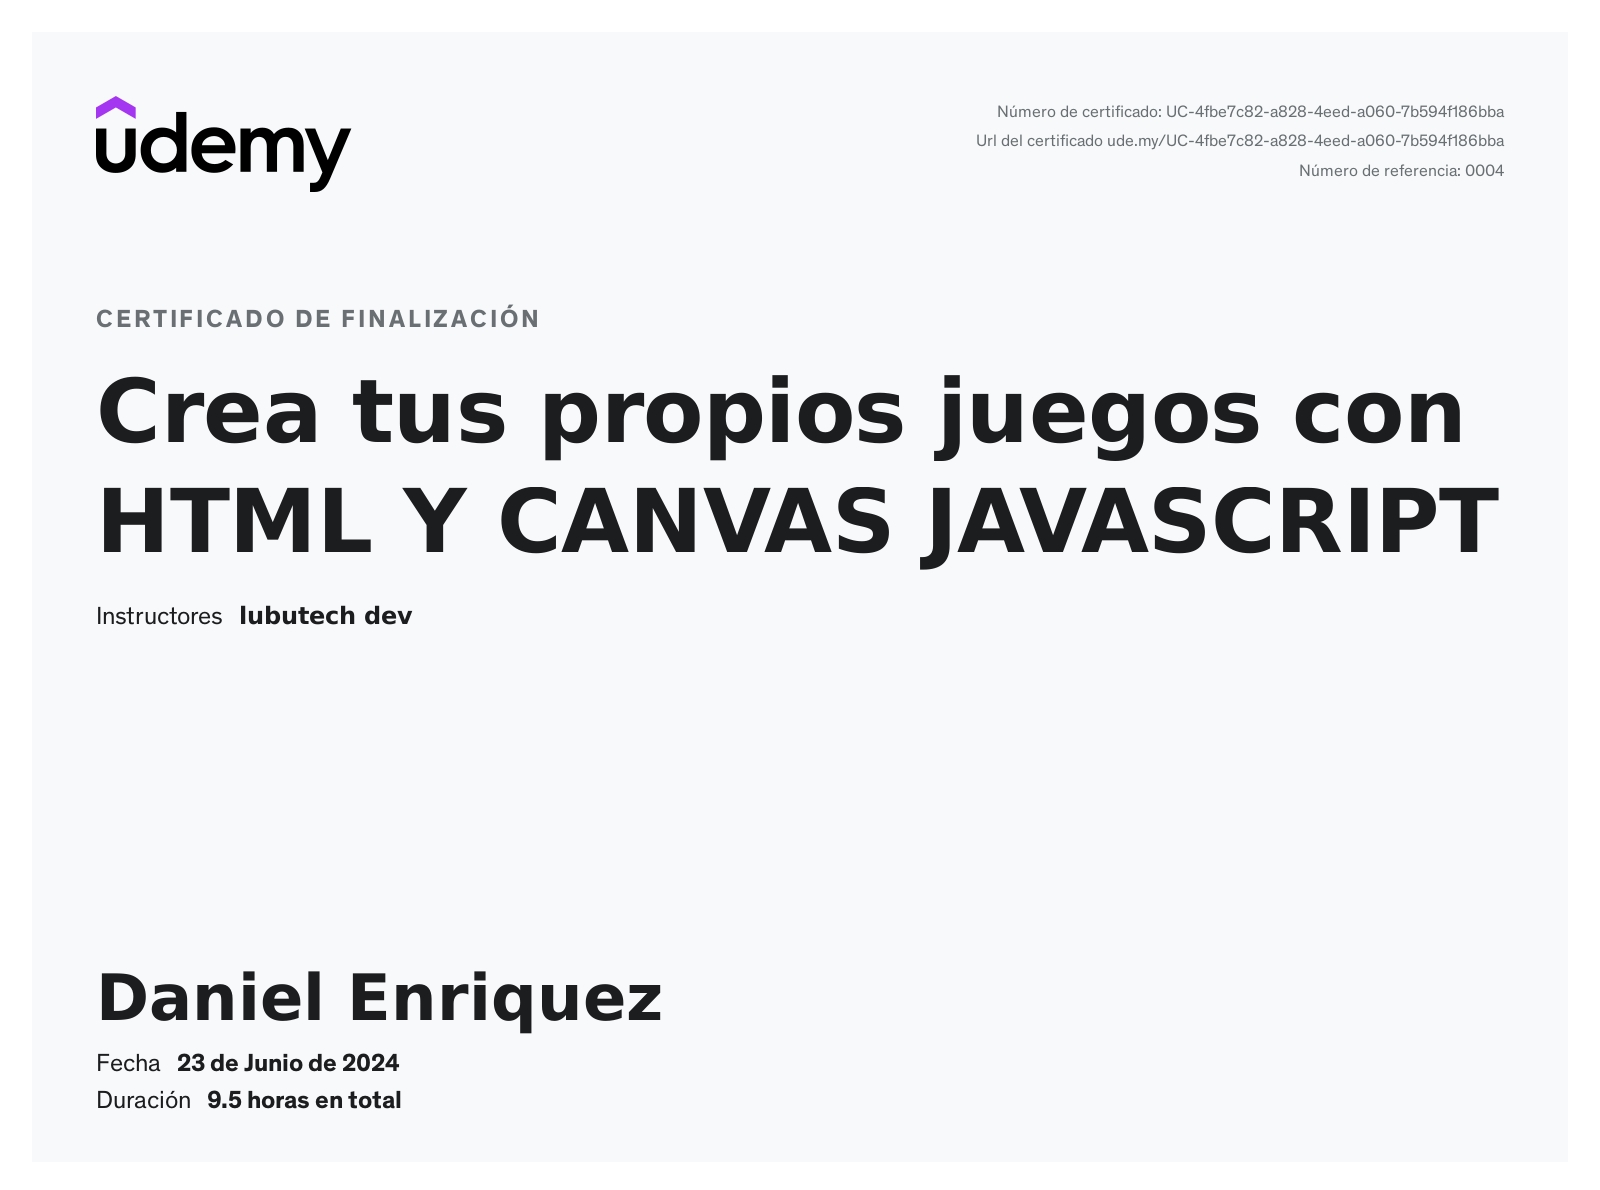 udemy
Número de certificado: UC-4fbe7c82-a828-4eed-a060-7b594f186bba
Url del certificado ude.my/UC-4fbe7c82-a828-4eed-a060-7b594f186bba
Número de referencia: 0004
CERTIFICADO DE FINALIZACIÓN
Crea tus propios juegos con
HTML Y CANVAS JAVASCRIPT
Instructores lubutech dev
Daniel Enriquez
Fecha 23 de Junio de 2024
Duración 9.5 horas en total